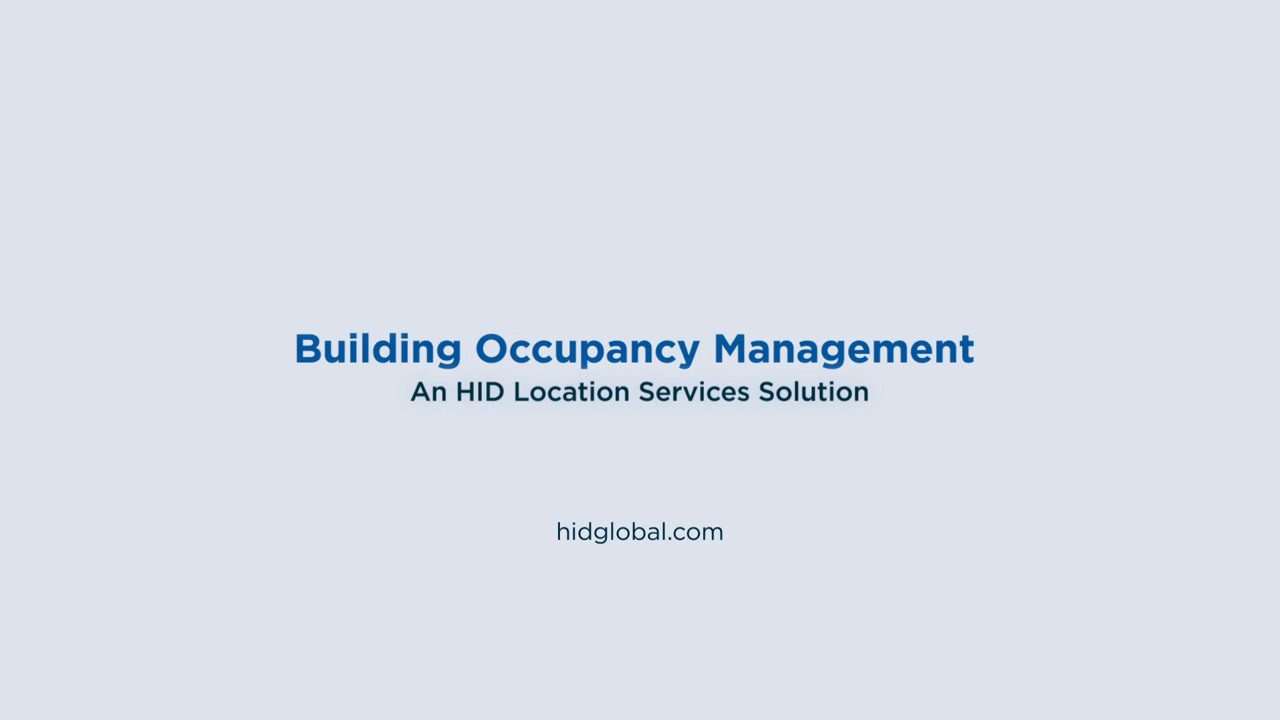 Building Occupancy Management
An HID Location Services Solution
hidglobal.com